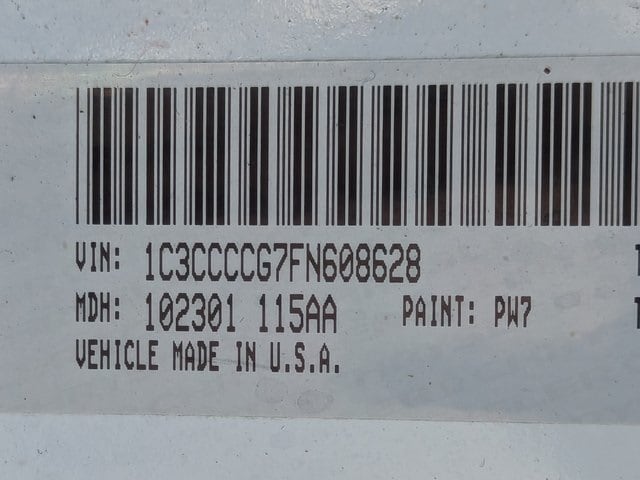 VIN: 1C3CCCCG7FN608628
MDH: 102301 115AA PAINT: PW7
VEHICLE MADE IN U.S.A.